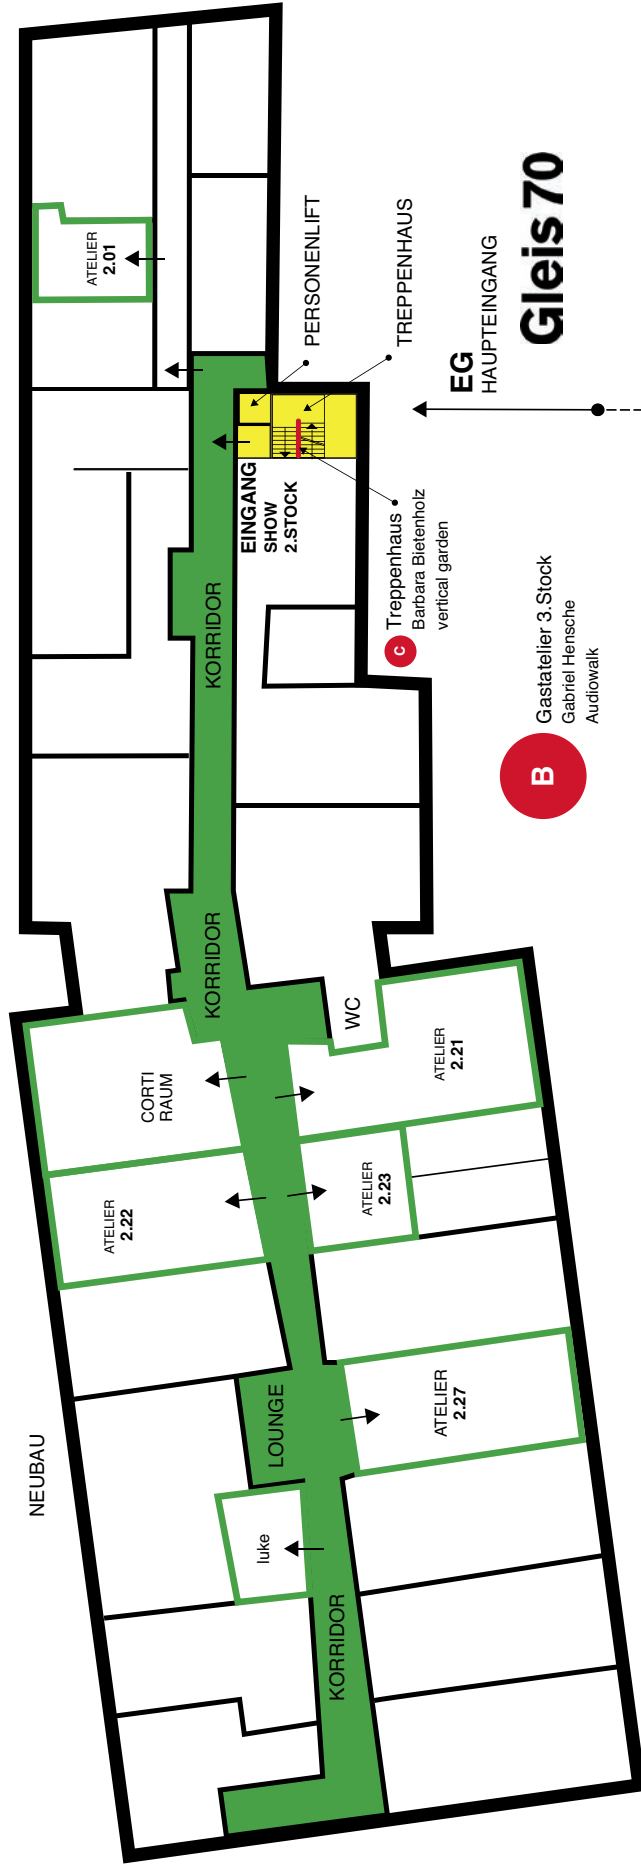 NEUBAU
KORRIDOR
luke
LOUNGE
ATELIER
2.27
ATELIER
2.22
ATELIER
2.23
CORTI
RAUM
ATELIER
2.21
WC
KORRIDOR
KORRIDOR
EINGANG
SHOW
2.STOCK
ATELIER
2.01
PERSONENLIFT
TREPPENHAUS
C
Treppenhaus
Barbara Bietenholz
vertical garden
B
Gastatelier 3.Stock
Gabriel Hensche
Audiowalk
EG
HAUPTEINGANG
Gleis 70